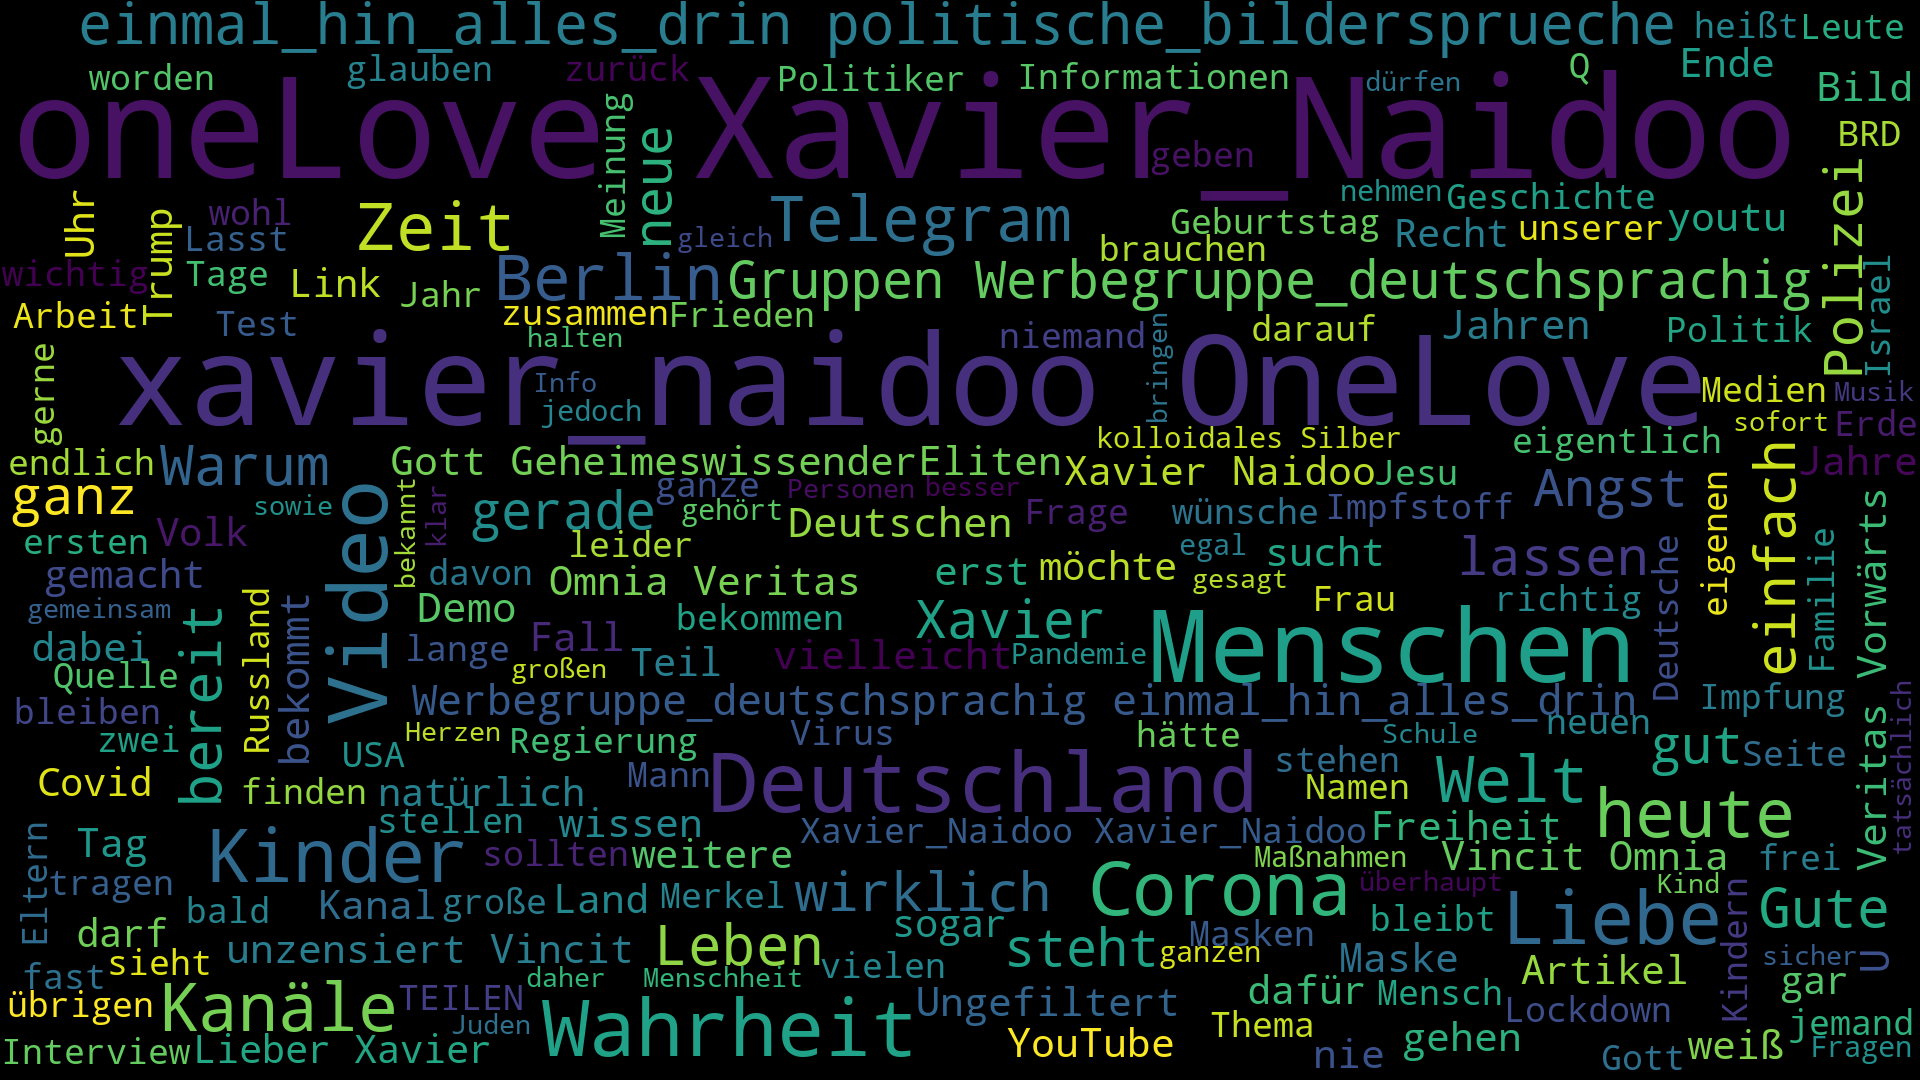 einmal_hin_alles_drin politische_bildersprueche heißt Leute
worden glauben zurück Politiker Informationen dürfen Q Ende Bild
oneLove Xavier_Naidoo
Meinung neue geben BRD Polizei
Uhr Trump wohl Lasst Zeit gleich Telegram nehmen Geschichte
Geburtstag Recht unserer youtu
wichtig Tage Link Jahr Berlin brauchen Gruppen Werbegruppe_deutschsprachig Israel
Arbeit Test zusammen Frieden niemand darauf Jahren Politik
halten bringen
xavier_naidoo OneLove
gerne Info jedoch Medien Musik
sofort Erde
kolloidales Silber eigentlich
endlich Warum Gott GeheimeswissenderEliten Xavier Naidoo Jesu Jahre
ganz sowie Video bekannt klar gerade ganze Personen besser Angst eigenen einfach
gehört Deutschen Frage wünsche Impfstoff
ersten Volk leider egal sucht lassen Deutsche Familie Veritas Vorwärts
gemacht davon Omnia Veritas erst möchte gesagt
gemeinsam bereit Russland bekommt Demo bekommen Xavier Frau richtig
dabei lange Fall großen Teil vielleicht Pandemie Menschen
Quelle
bleiben Werbegruppe_deutschsprachig einmal_hin_alles_drin Impfung tatsächlich
zwei USA Herzen Regierung Virus hätte Schule neuen
Covid finden natürlich Mann Deutschland stehen Namen Welt gut Seite
Tag Kinder stellen wissen Xavier_Naidoo Xavier_Naidoo Freiheit heute
Eltern tragen sollten weitere Maßnahmen Vincit Omnia frei
bald Kanal große Land Merkel wirklich Corona überhaupt Kind Kindern
darf sogar bleibt Liebe Gute
sieht unzensiert Vincit Leben steht Masken ganzen Maske sicher U
fast daher Menschheit vielen Artikel gar
übrigen Kanäle TEILEN Juden Wahrheit Ungefiltert dafür Mensch Lockdown
Interview Lieber Xavier YouTube Thema nie gehen Gott weiß jemand Fragen